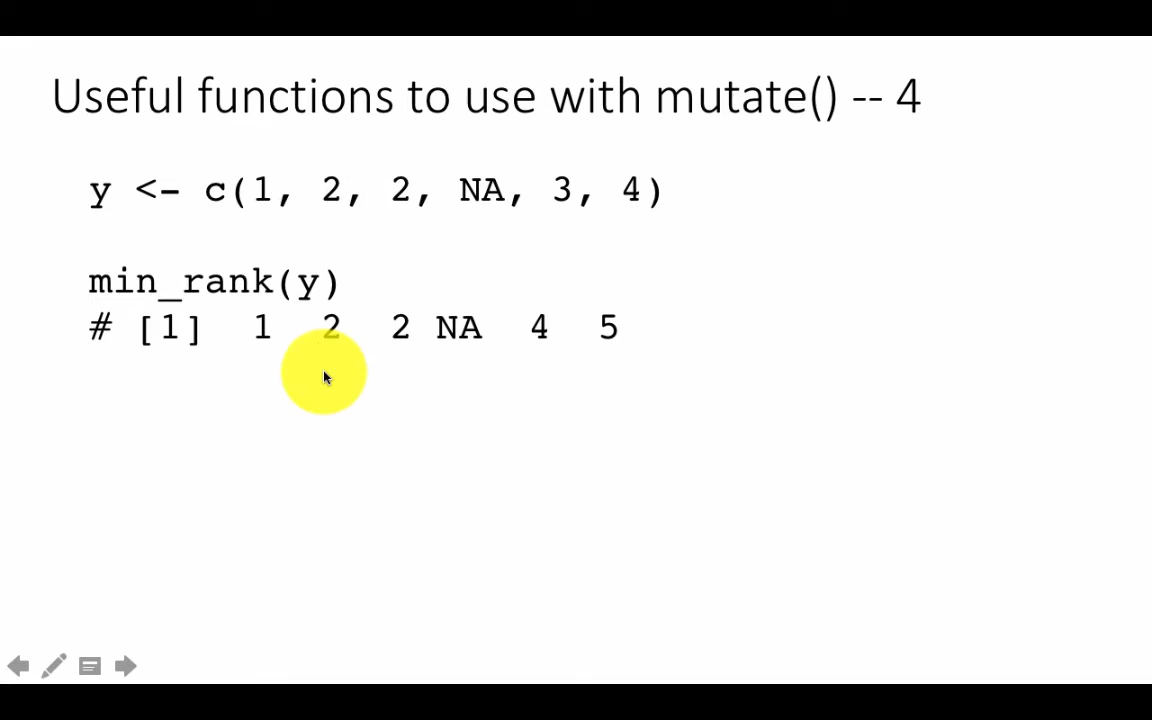 Useful functions to use with mutate() -- 4
y <- c(1, 2, 2, NA, 3, 4)
min_rank(y)
# [1]  1  2  2 NA  4  5